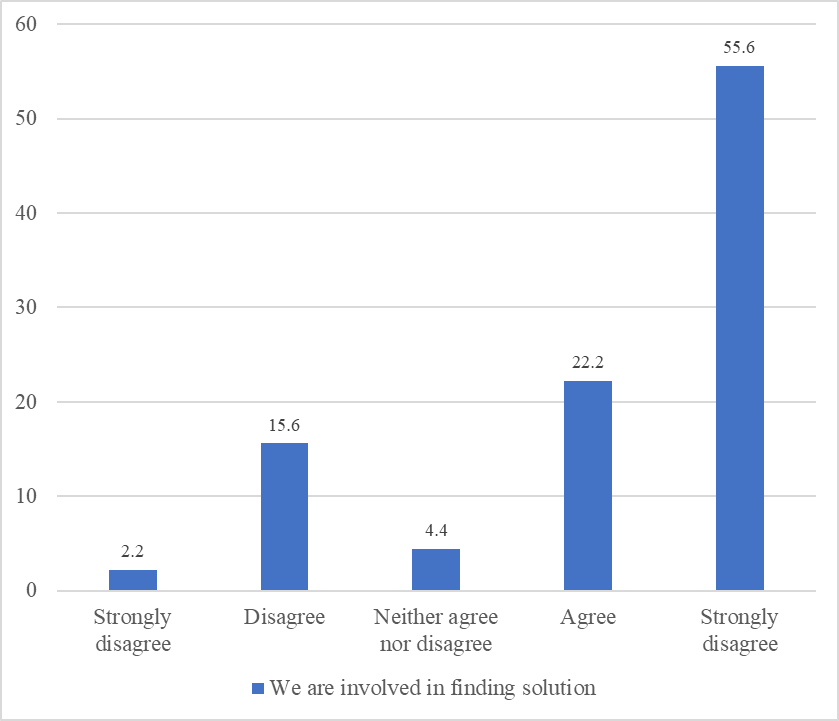 60
55.6
50
40
30
22.2
20
15.6
10
4.4
2.2
0
Strongly disagree
Disagree
Neither agree nor disagree
Agree
Strongly disagree
We are involved in finding solution